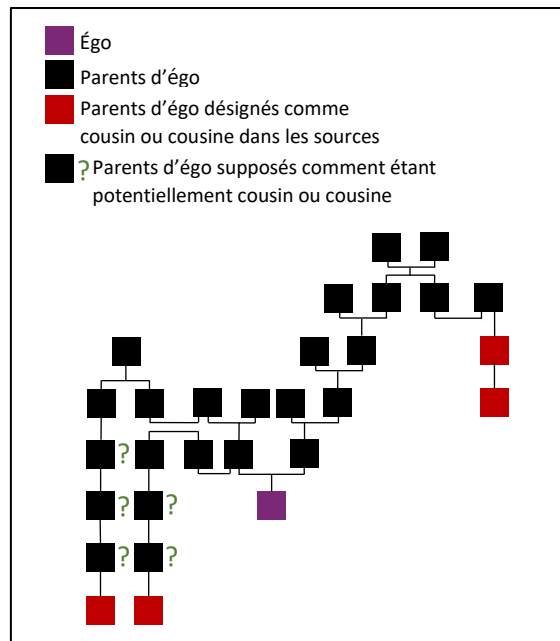 Égo
Parents d'égo
Parents d'égo désignés comme
cousin ou cousine dans les sources
? Parents d'égo supposés comment étant
potentiellement cousin ou cousine
?
? ?
? ?